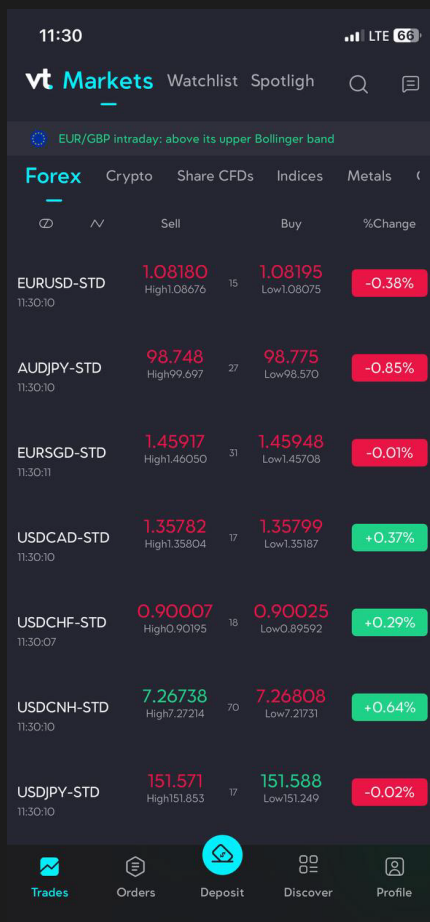 11:30 LTE 66
vt. Markets Watchlist Spotligh
EUR/GBP intraday: above its upper Bollinger band
Forex Crypto Share CFDs Indices Metals
Sell Buy %Change
EURUSD-STD 1.08180 15 1.08195 -0.38%
11:30:10 High1.08676 Low1.08075
AUDJPY-STD 98.748 27 98.775 -0.85%
11:30:10 High99.697 Low98.570
EURSGD-STD 1.45917 31 1.45948 -0.01%
11:30:11 High1.46050 Low1.45708
USDCAD-STD 1.35782 17 1.35799 +0.37%
11:30:10 High1.35804 Low1.35187
USDCHF-STD 0.90007 18 0.90025 +0.29%
11:30:07 High0.90195 Low0.89592
USDCNH-STD 7.26738 70 7.26808 +0.64%
11:30:10 High7.27214 Low7.21731
USDJPY-STD 151.571 17 151.588 -0.02%
11:30:10 High151.853 Low151.249
Trades Orders Deposit Discover Profile